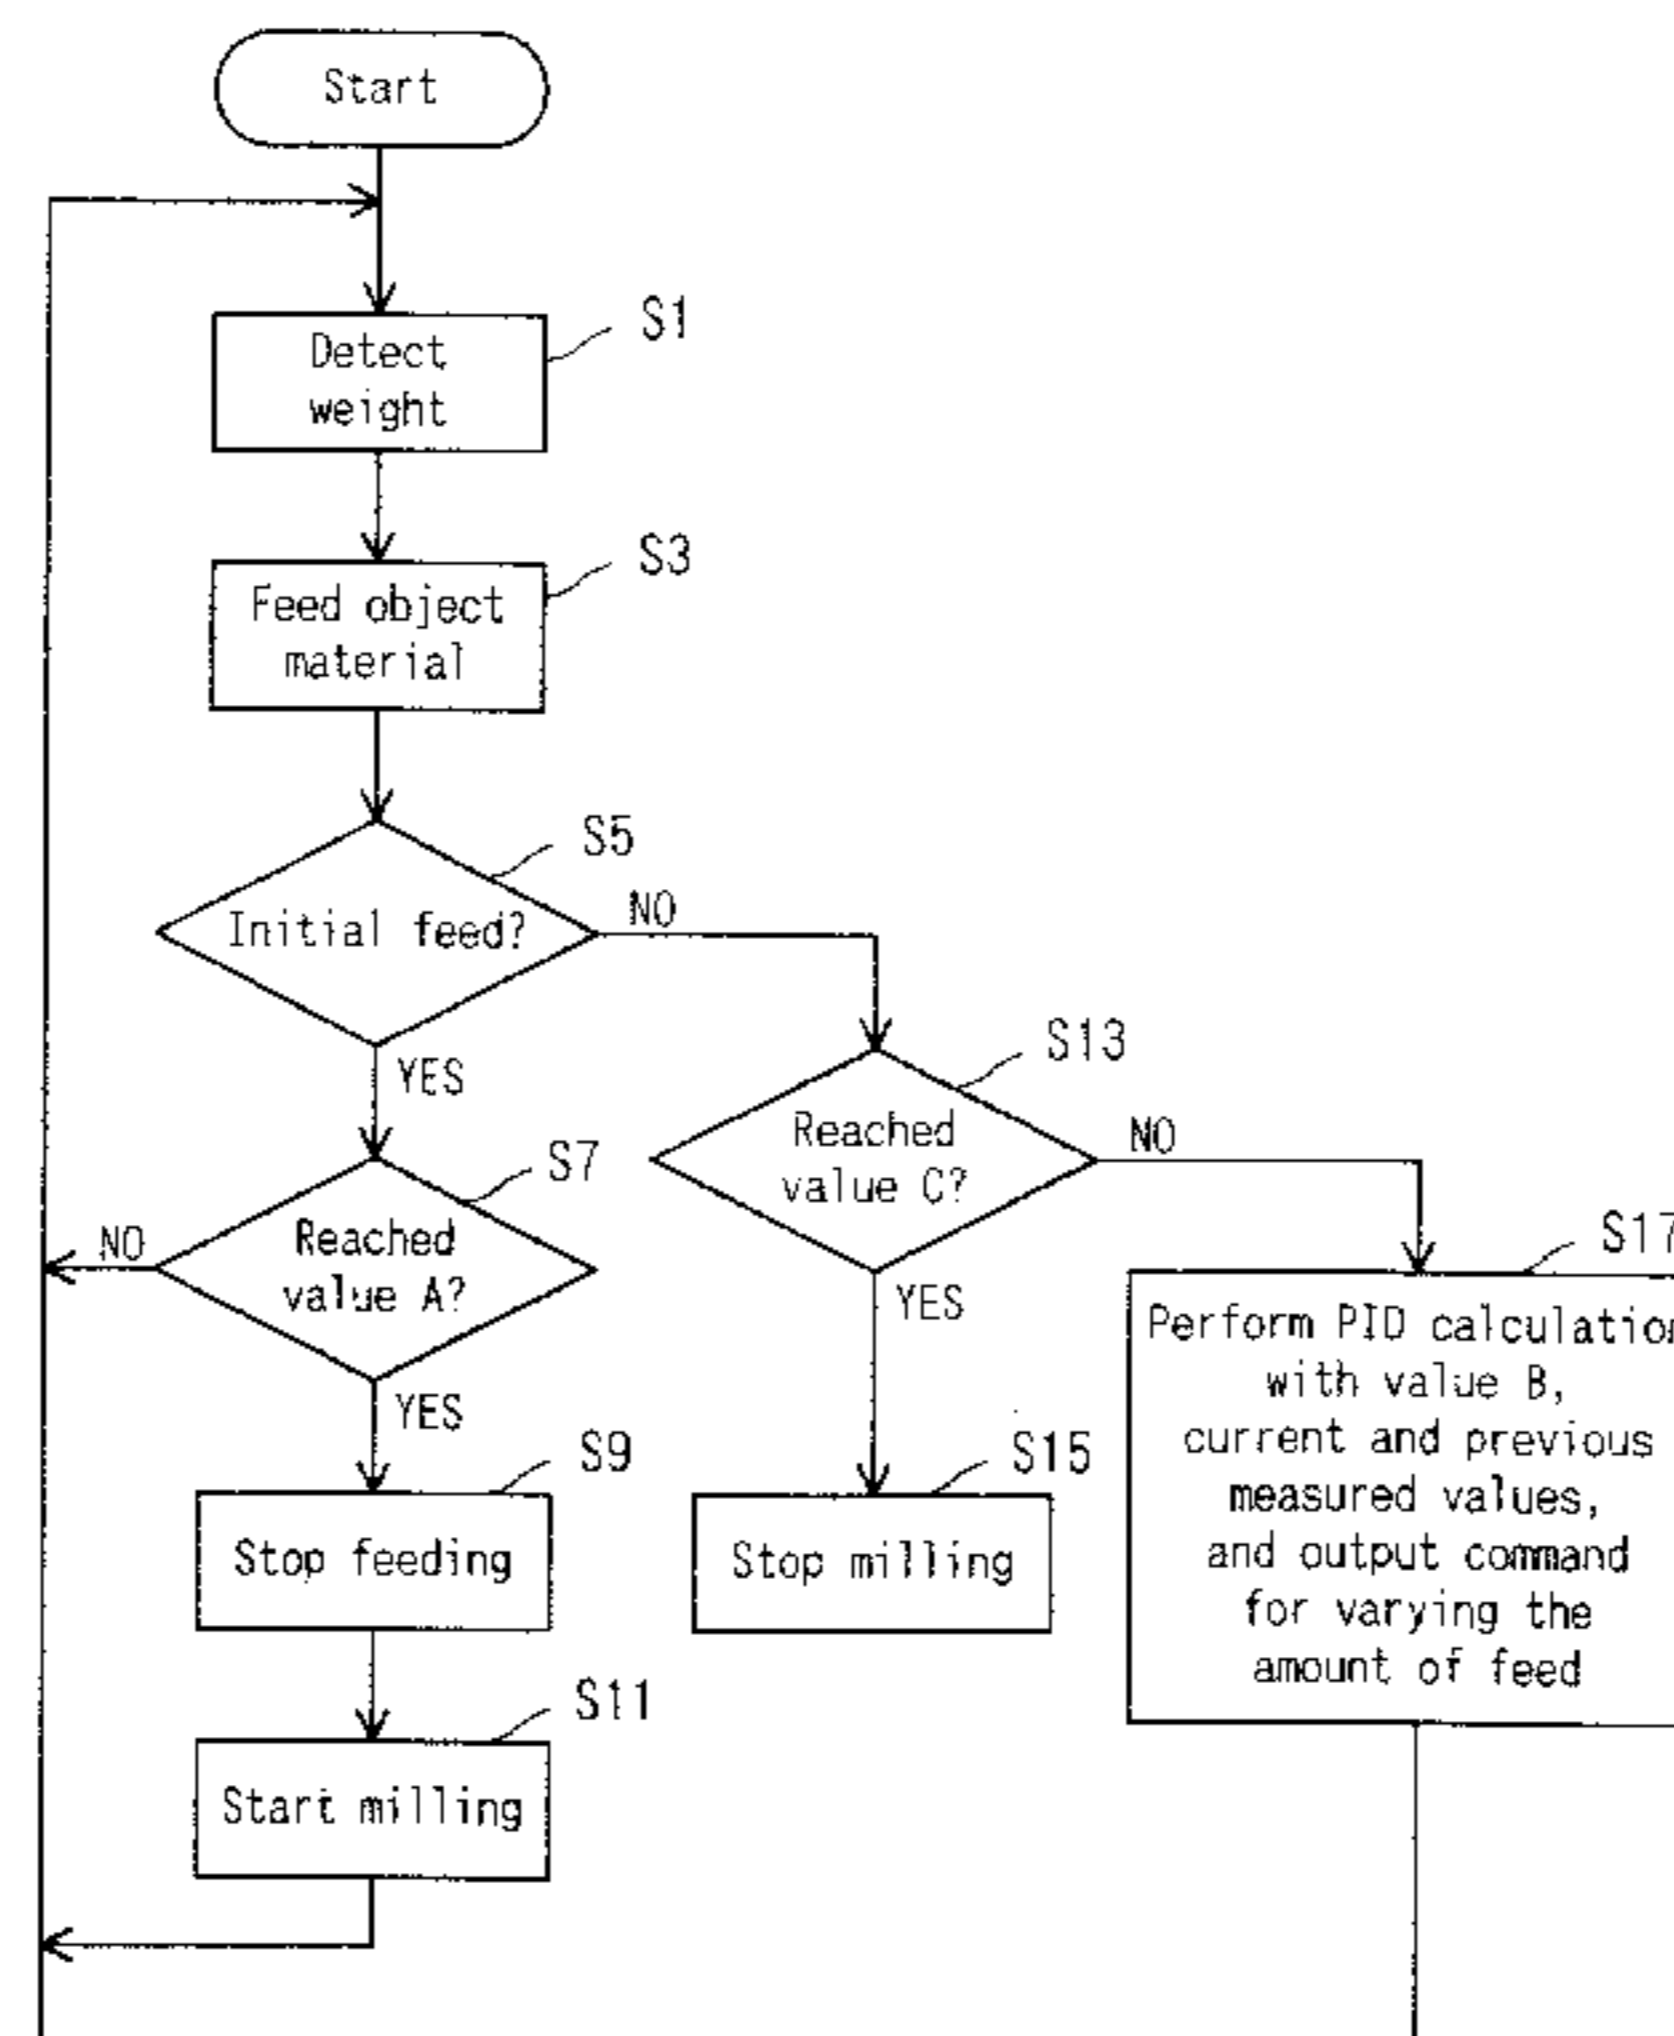 Start
S1
Detect
weight
S3
Feed object
material
S5
Initial feed?
NO
YES
S13
Reached
value C?
NO
YES
S7
Reached
value A?
NO
YES
S17
Perform PID calculation
with value B,
current and previous
measured values,
and output command
for varying the
amount of feed
S9
Stop feeding
S15
Stop milling
S11
Start milling